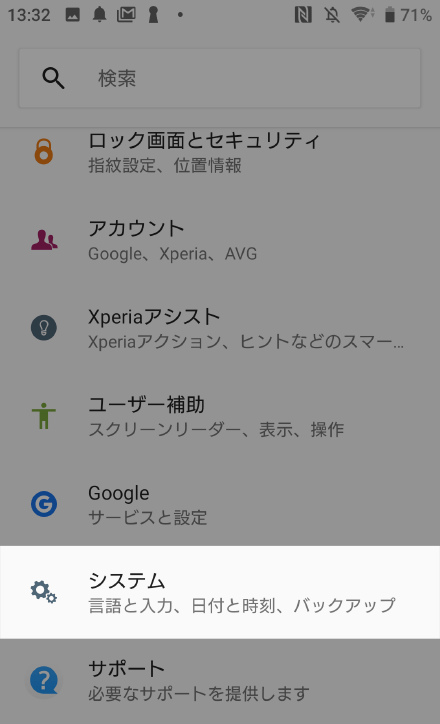 13:32 71%
検索
ロック画面とセキュリティ
指紋設定、位置情報
アカウント
Google、Xperia、AVG
Xperiaアシスト
Xperiaアクション、ヒントなどのスマー...
ユーザー補助
スクリーンリーダー、表示、操作
Google
サービスと設定
システム
言語と入力、日付と時刻、バックアップ
サポート
必要なサポートを提供します